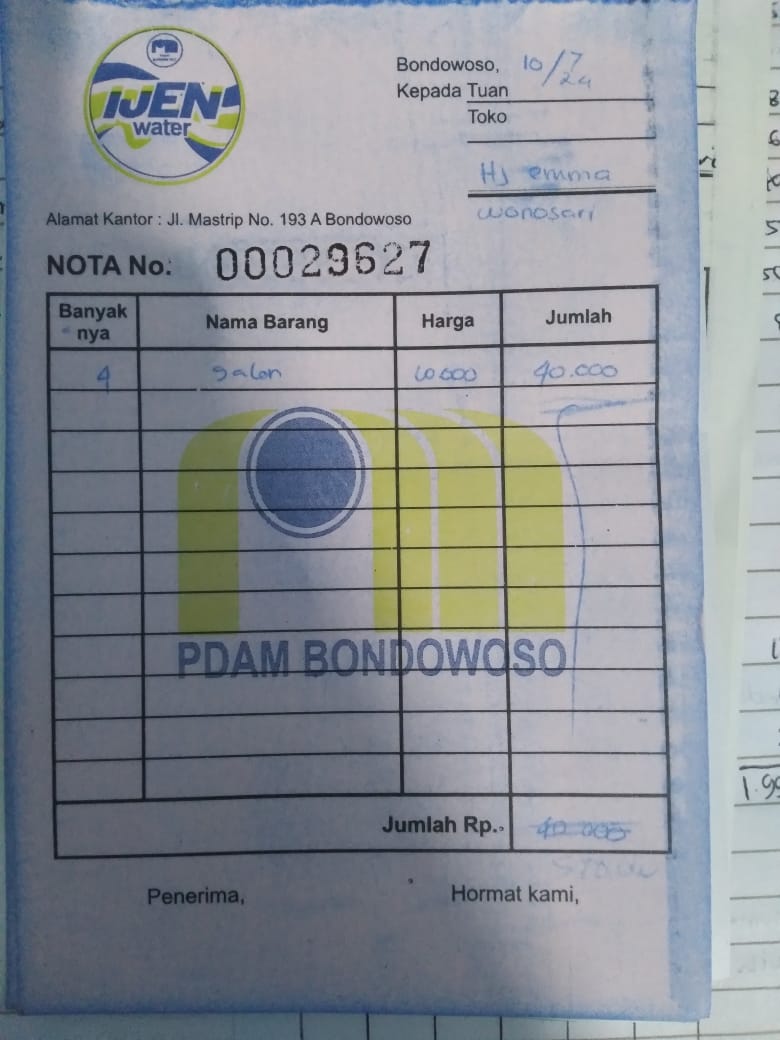 IJEN
water
Bondowoso, 10/7
24
Kepada Tuan
Toko
Hj emma
wonosari
Alamat Kantor : Jl. Mastrip No. 193 A Bondowoso
NOTA No: 00029627
Banyak nya Nama Barang Harga Jumlah
4 galon 10.000 40.000
PDAM BONDOWOSO
Jumlah Rp. 40.000
Penerima, Hormat kami,